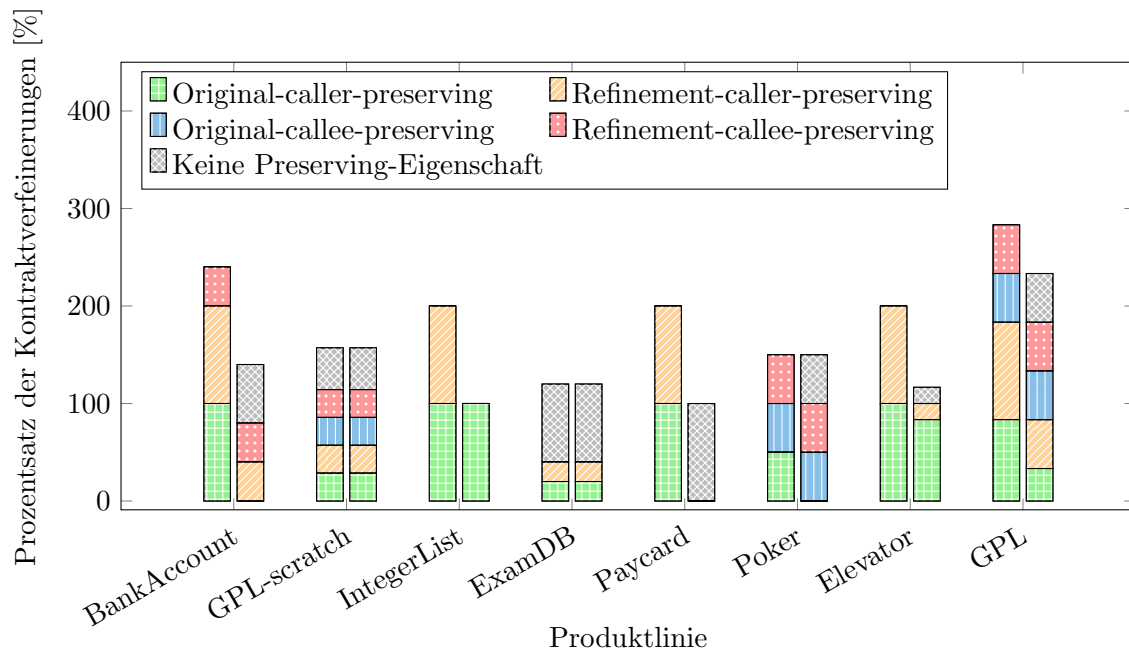 Prozentsatz der Kontraktverfeinerungen [%]
400
300
200
100
0
Original-caller-preserving
Refinement-caller-preserving
Original-callee-preserving
Refinement-callee-preserving
Keine Preserving-Eigenschaft
BankAccount
GPL-scratch
IntegerList
ExamDB
Paycard
Poker
Elevator
GPL
Produktlinie